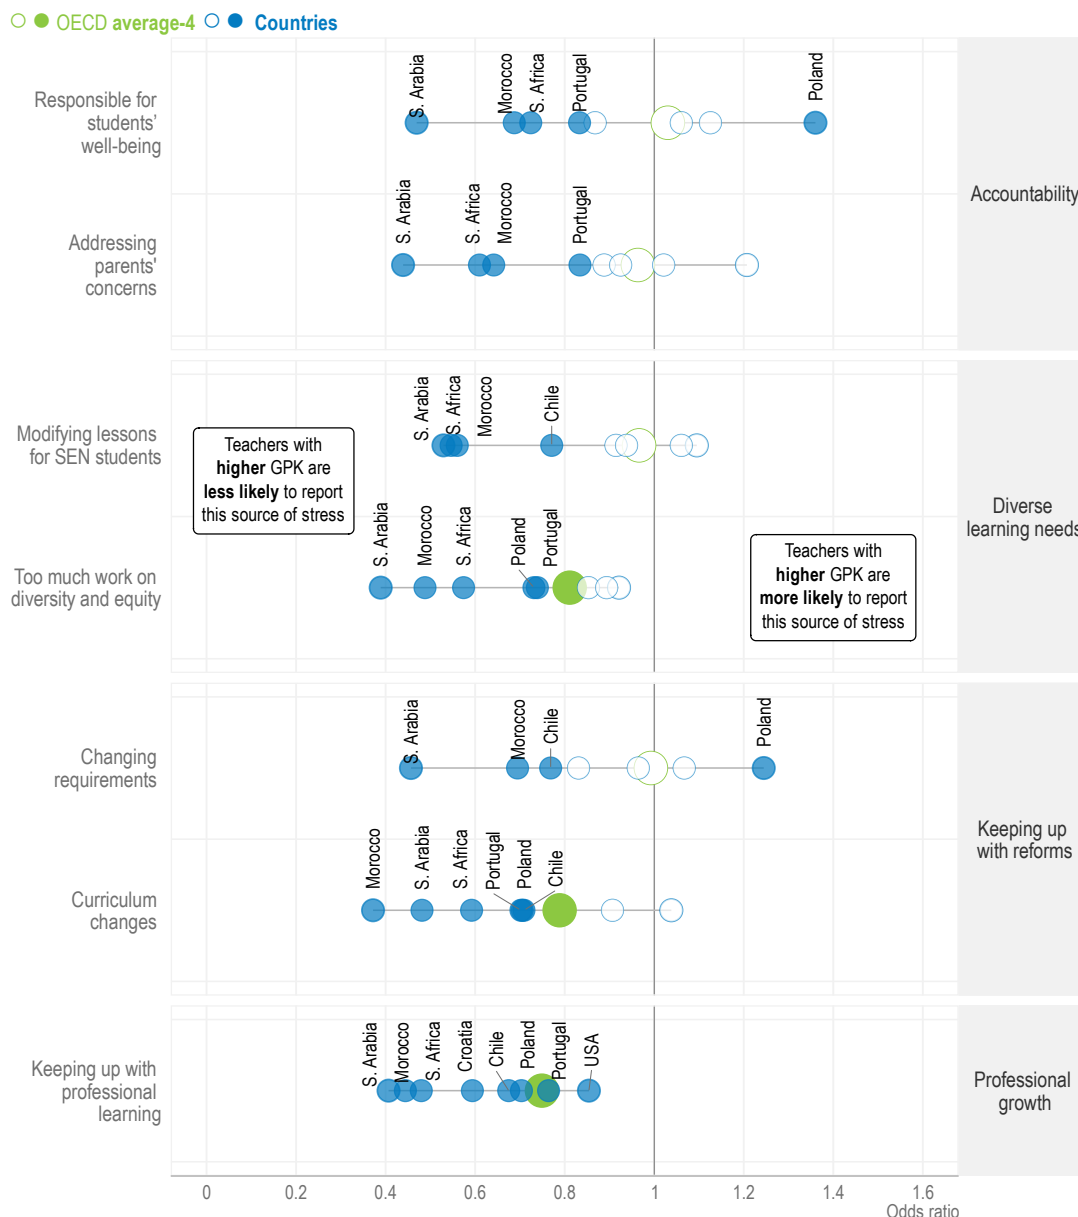 OECD average-4 Countries
Responsible for
students'
well-being
S. Arabia
Morocco
S. Africa
Portugal
Poland
Accountability
Addressing
parents'
concerns
S. Arabia
S. Africa
Morocco
Portugal
Modifying lessons
for SEN students
S. Arabia
S. Africa
Morocco
Chile
Teachers with
higher GPK are
less likely to report
this source of stress
Diverse
learning needs
Too much work on
diversity and equity
S. Arabia
Morocco
S. Africa
Poland
Portugal
Teachers with
higher GPK are
more likely to report
this source of stress
Changing
requirements
S. Arabia
Morocco
Chile
Poland
Keeping up
with reforms
Curriculum
changes
Morocco
S. Arabia
S. Africa
Portugal
Poland
Chile
Keeping up with
professional
learning
S. Arabia
Morocco
S. Africa
Croatia
Chile
Poland
Portugal
USA
Professional
growth
0 0.2 0.4 0.6 0.8 1 1.2 1.4 1.6
Odds ratio